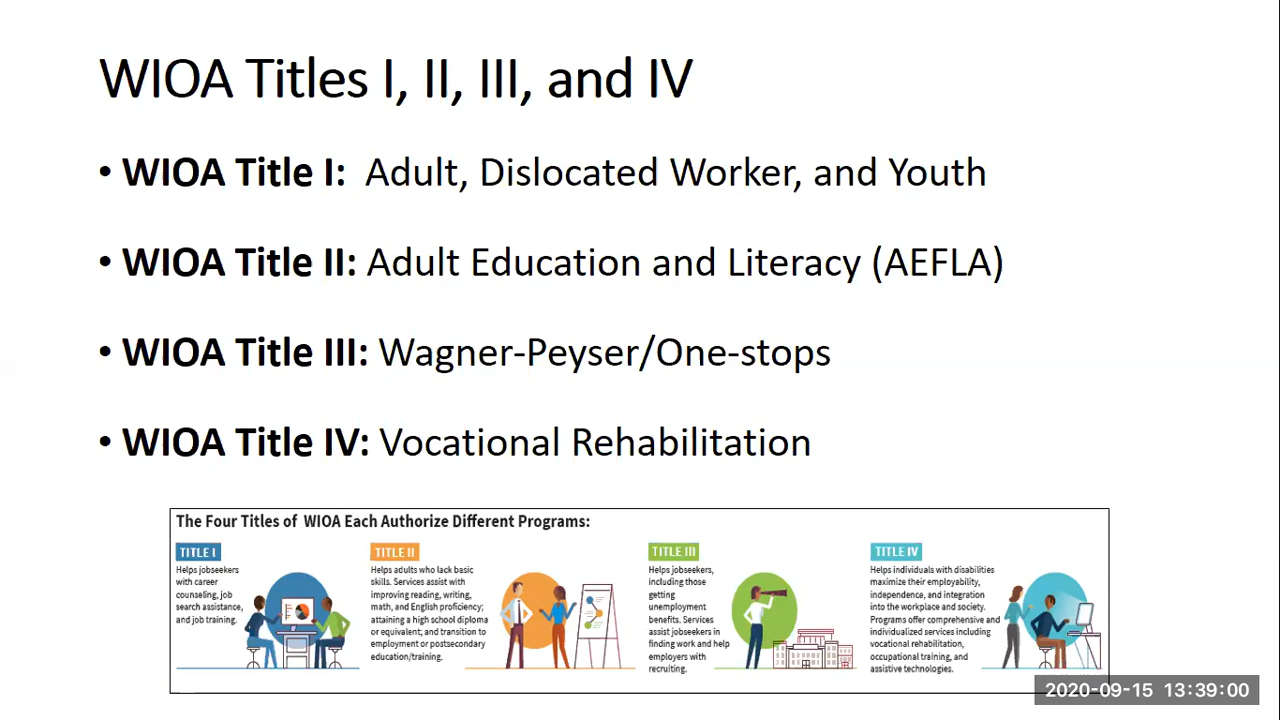 WIOA Titles I, II, III, and IV
• WIOA Title I: Adult, Dislocated Worker, and Youth
• WIOA Title II: Adult Education and Literacy (AEFLA)
• WIOA Title III: Wagner-Peyser/One-stops
• WIOA Title IV: Vocational Rehabilitation
The Four Titles of WIOA Each Authorize Different Programs:
TITLE I
Helps jobseekers
with career
counseling, job
search assistance,
and job training.
TITLE II
Helps adults who lack basic
skills. Services assist with
improving reading, writing,
math, and English proficiency;
attaining a high school diploma
or equivalent; and transition to
employment or postsecondary
education/training.
TITLE III
Helps jobseekers,
including those
getting
unemployment
benefits. Services
assist jobseekers in
finding work and help
employers with
recruiting.
TITLE IV
Helps individuals with disabilities
maximize their employability,
independence, and integration
into the workplace and society.
Programs offer comprehensive and
individualized services including
vocational rehabilitation,
occupational training, and
assistive technologies.
2020-09-15 13:39:00